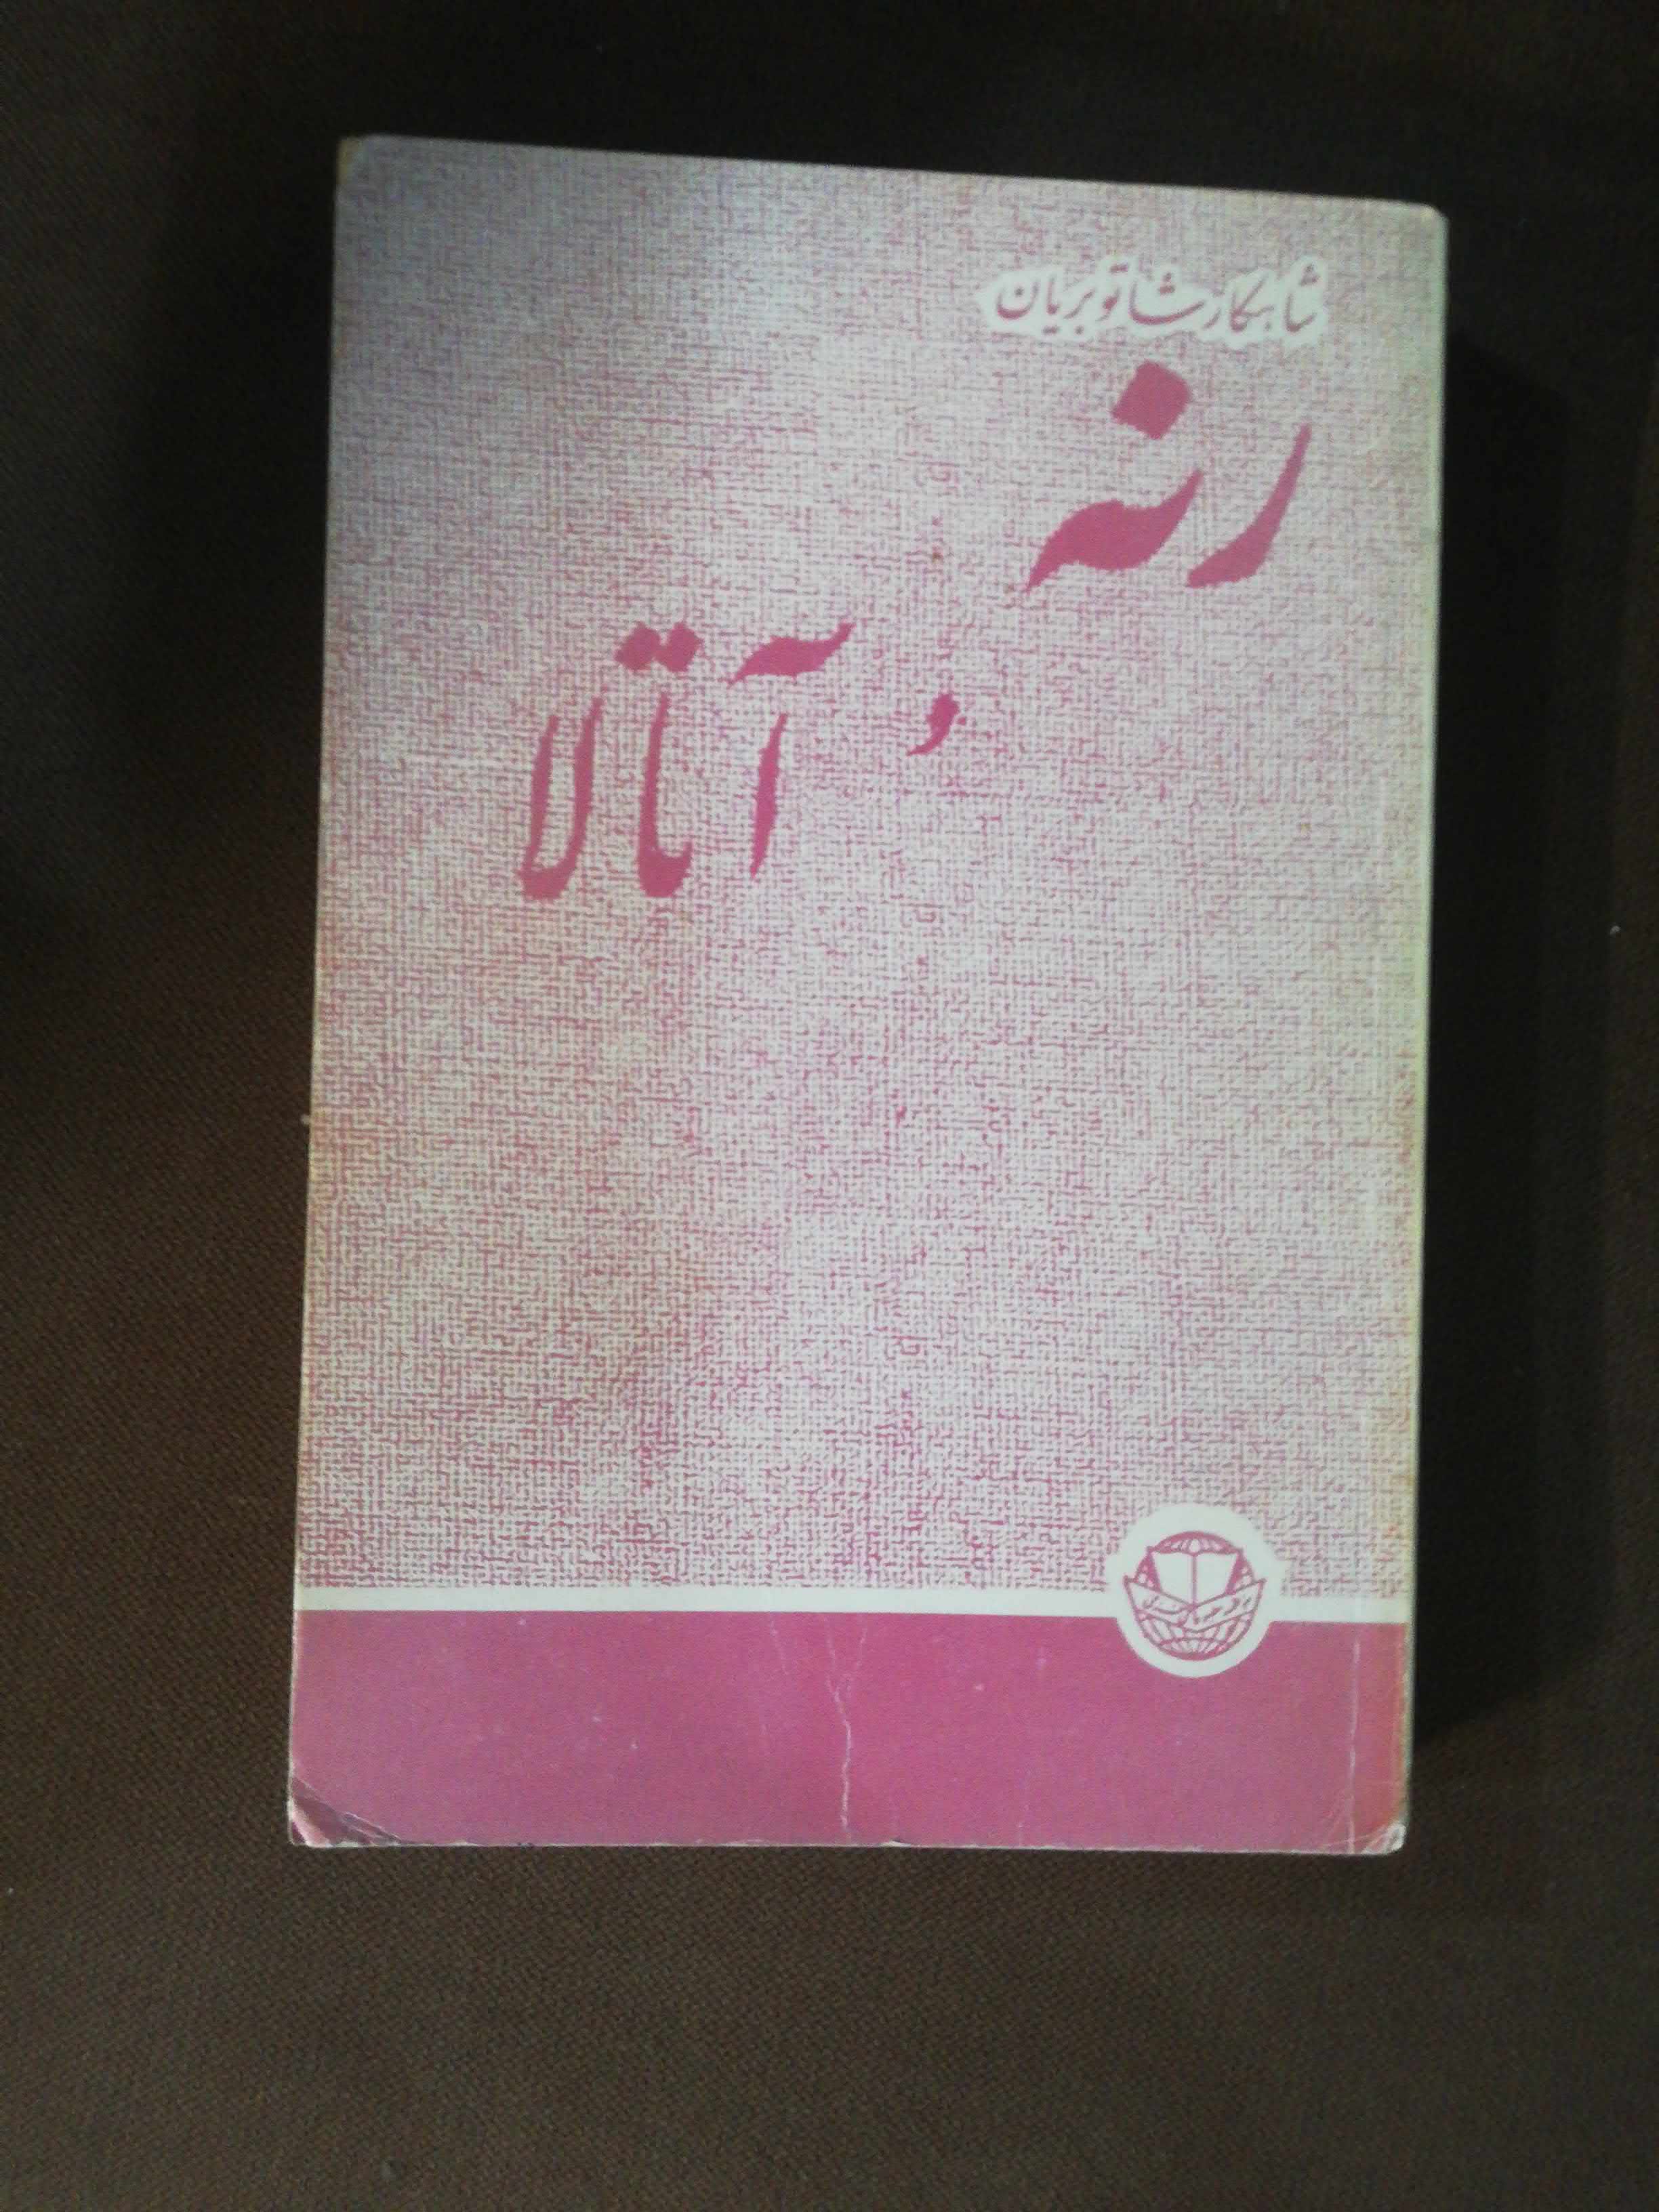 شاهکار شاتوبریان
رنه
و آتالا